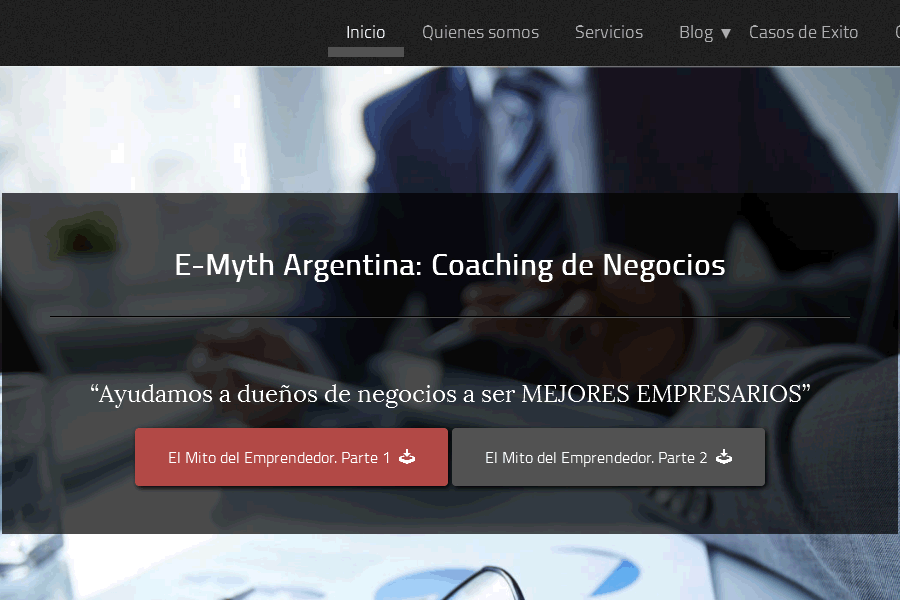 Inicio Quienes somos Servicios Blog ▼ Casos de Exito
E-Myth Argentina: Coaching de Negocios
“Ayudamos a dueños de negocios a ser MEJORES EMPRESARIOS”
El Mito del Emprendedor. Parte 1 El Mito del Emprendedor. Parte 2